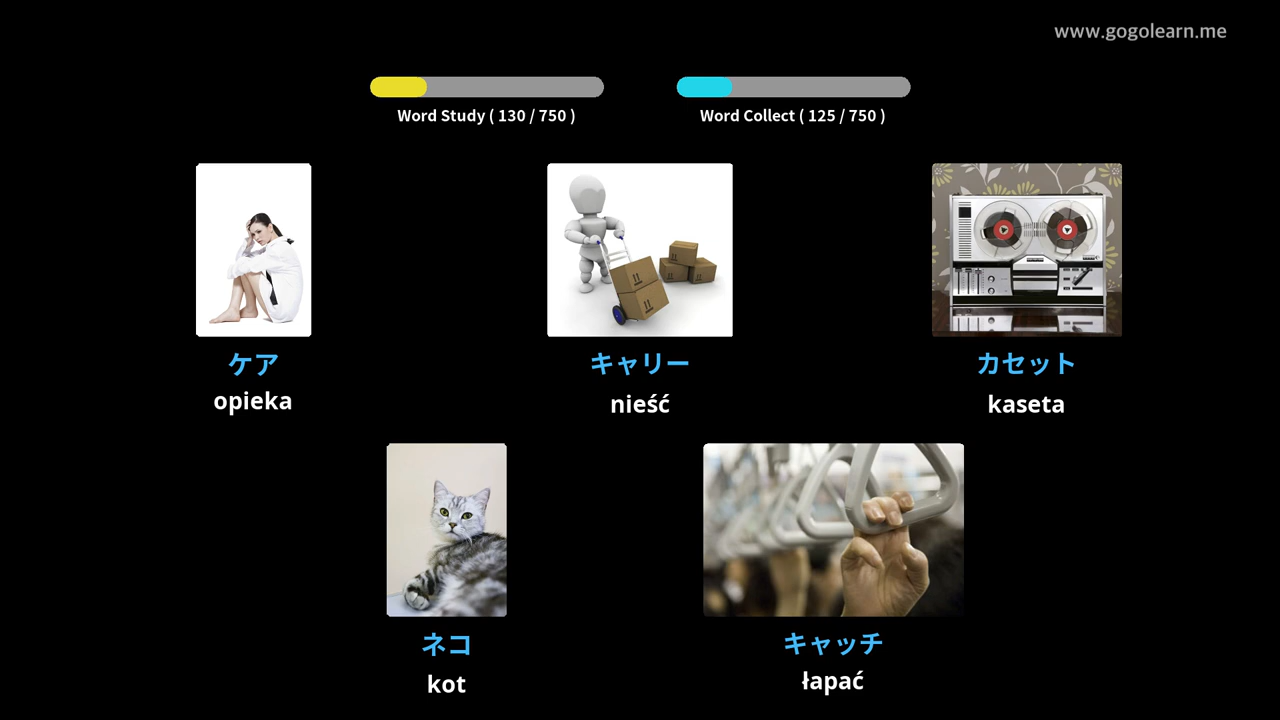 www.gogolearn.me
Word Study ( 130 / 750 )
Word Collect ( 125 / 750 )
ケア
opieka
キャリー
nieść
カセット
kaseta
ネコ
kot
キャッチ
łapać